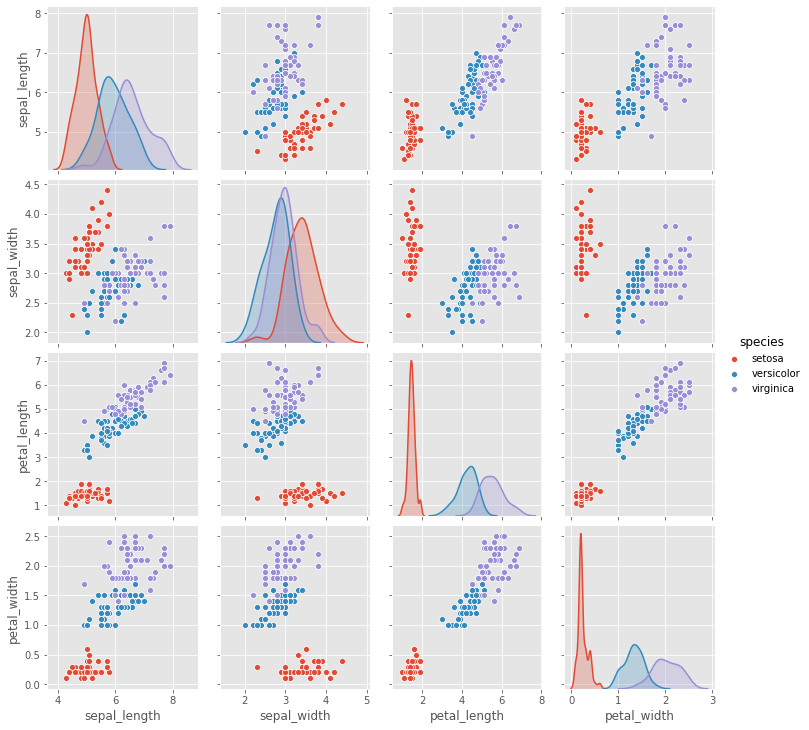 8
7
6
5
sepal_length
4.5
4.0
3.5
3.0
2.5
2.0
sepal_width
7
6
5
4
3
2
1
petal_length
2.5
2.0
1.5
1.0
0.5
0.0
petal_width
4 6 8
sepal_length
2 3 4 5
sepal_width
2 4 6 8
petal_length
0 1 2 3
petal_width
species
setosa
versicolor
virginica